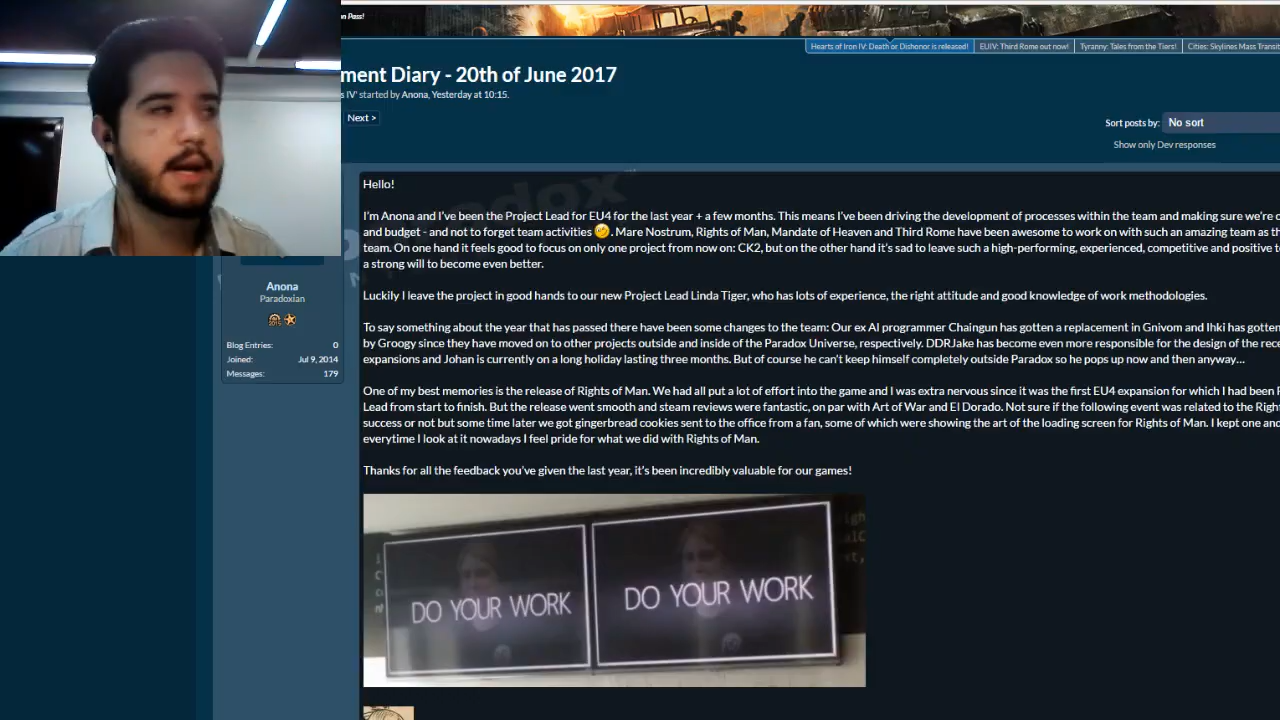 on Pass!
Hearts of Iron IV: Death or Dishonor is released! EUIV: Third Rome out now! Tyranny: Tales from the Tiers! Cities: Skylines Mass Transit
ment Diary - 20th of June 2017
s IV' started by Anona, Yesterday at 10:15.
Next >
Sort posts by: No sort
Show only Dev responses
Hello!
I'm Anona and I've been the Project Lead for EU4 for the last year + a few months. This means I've been driving the development of processes within the team and making sure we're
and budget - and not to forget team activities . Mare Nostrum, Rights of Man, Mandate of Heaven and Third Rome have been awesome to work on with such an amazing team as
team. On one hand it feels good to focus on only one project from now on: CK2, but on the other hand it's sad to leave such a high-performing, experienced, competitive and positive
a strong will to become even better.
Anona
Paradoxian
Luckily I leave the project in good hands to our new Project Lead Linda Tiger, who has lots of experience, the right attitude and good knowledge of work methodologies.
To say something about the year that has passed there have been some changes to the team: Our ex AI programmer Chaingun has gotten a replacement in Gnivom and Ihki has gotten
by Groogy since they have moved on to other projects outside and inside of the Paradox Universe, respectively. DDRJake has become even more responsible for the design of the
expansions and Johan is currently on a long holiday lasting three months. But of course he can't keep himself completely outside Paradox so he pops up now and then anyway...
Blog Entries: 0
Joined: Jul 9, 2014
Messages: 179
One of my best memories is the release of Rights of Man. We had all put a lot of effort into the game and I was extra nervous since it was the first EU4 expansion for which I had been
Lead from start to finish. But the release went smooth and steam reviews were fantastic, on par with Art of War and El Dorado. Not sure if the following event was related to the
success or not but some time later we got gingerbread cookies sent to the office from a fan, some of which were showing the art of the loading screen for Rights of Man. I kept one
everytime I look at it nowadays I feel pride for what we did with Rights of Man.
Thanks for all the feedback you've given the last year, it's been incredibly valuable for our games!
DO YOUR WORK
DO YOUR WORK